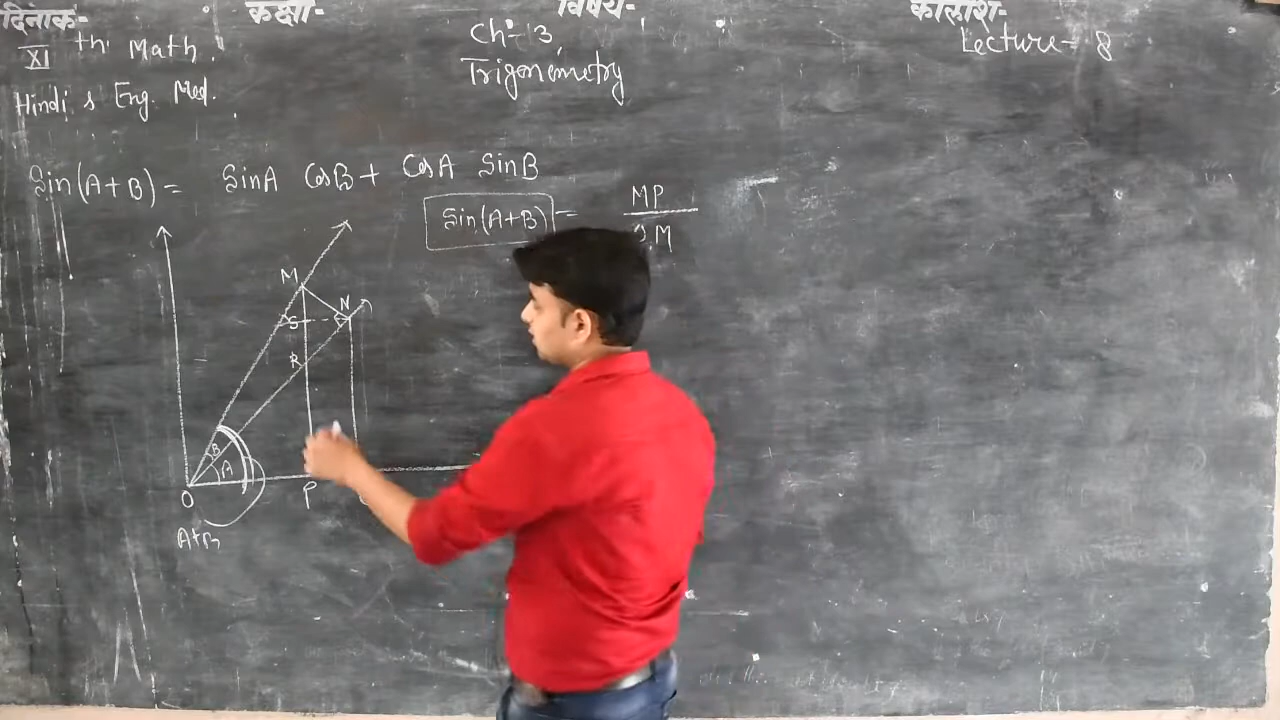 दिनांक- कक्षा- विषय- कालांश-
XI th Math. Ch-3 Lecture-8
Trigonometry
Hindi & Eng. Med.
Sin(A+B) = SinA CosB + CosA SinB
Sin(A+B) = MP
M
M
N
S
R
B
A
O P
A+B